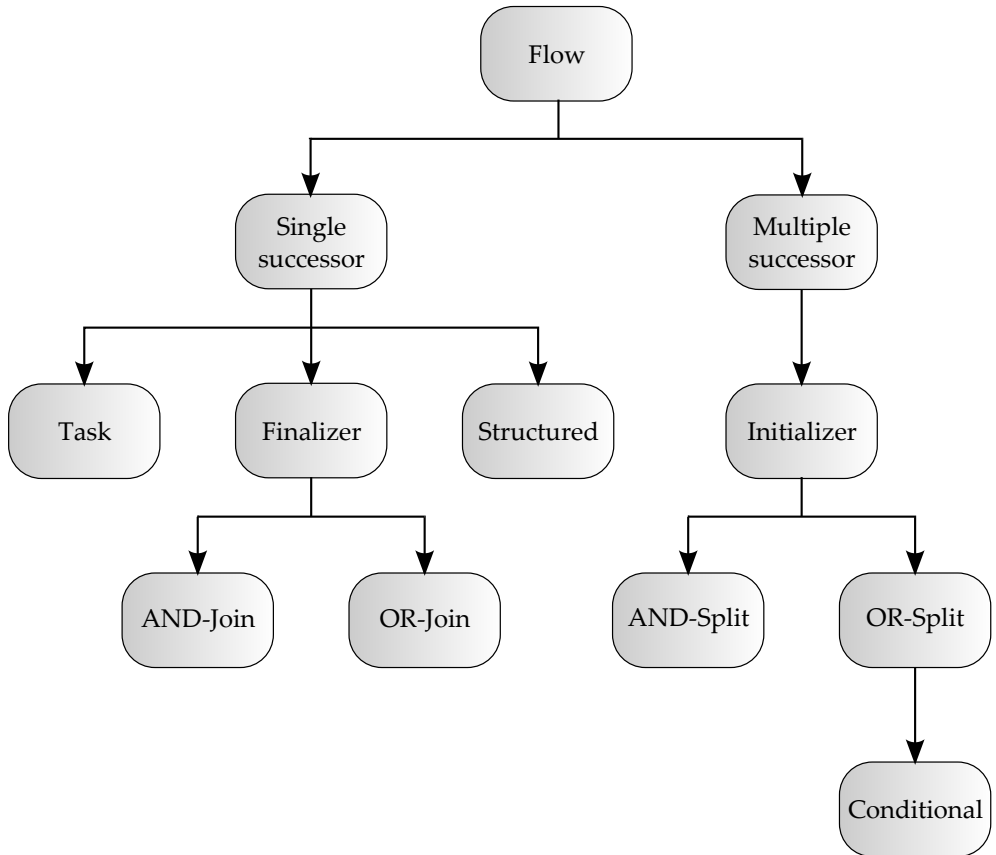 Flow
Single
successor
Multiple
successor
Task
Finalizer
Structured
Initializer
AND-Join
OR-Join
AND-Split
OR-Split
Conditional